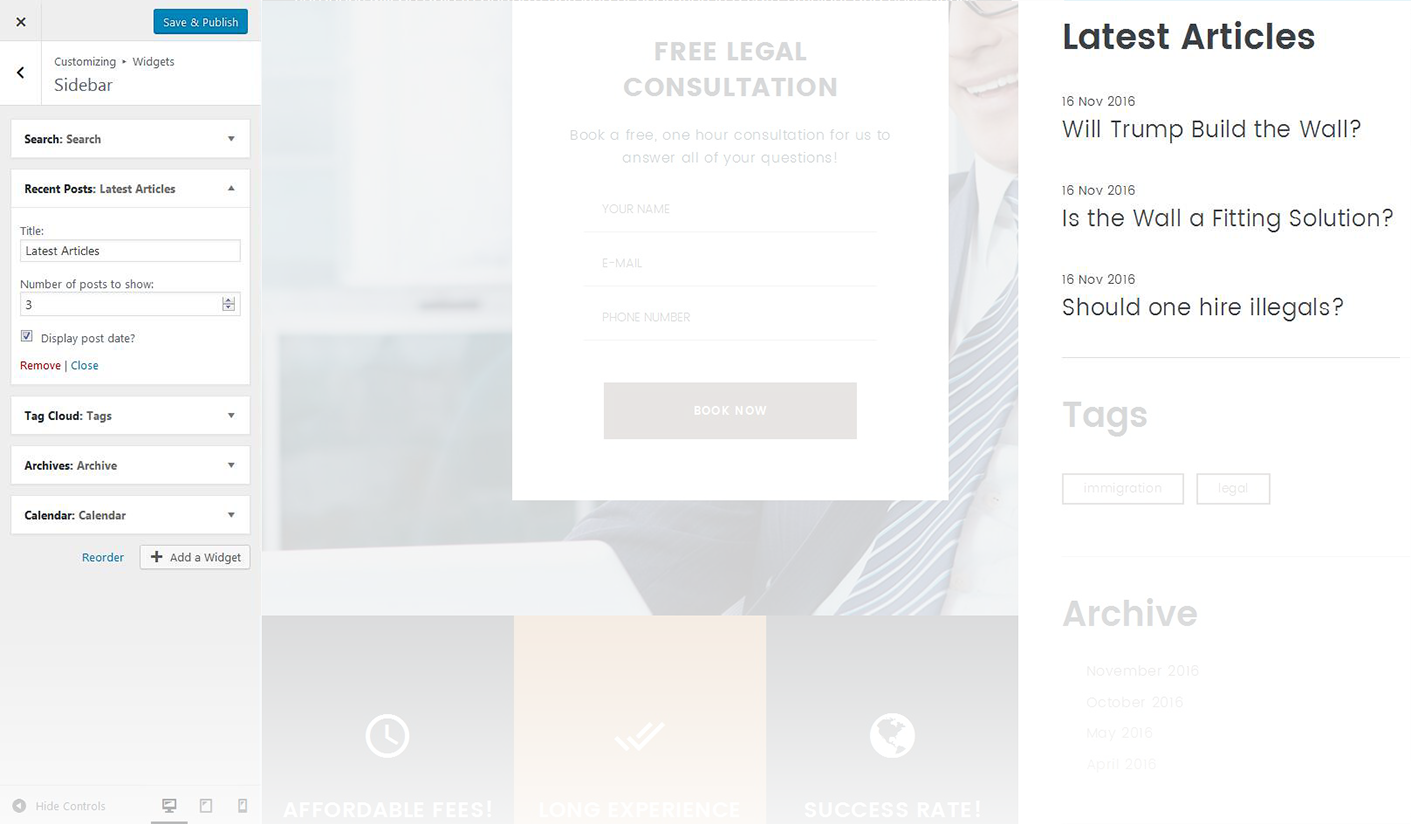 Save & Publish
Customizing ▸ Widgets
Sidebar
Search: Search
Recent Posts: Latest Articles
Title:
Latest Articles
Number of posts to show:
3
Display post date?
Remove | Close
Tag Cloud: Tags
Archives: Archive
Calendar: Calendar
Reorder
Add a Widget
Hide Controls
FREE LEGAL
CONSULTATION
Book a free, one hour consultation for us to
answer all of your questions!
YOUR NAME
E-MAIL
PHONE NUMBER
BOOK NOW
AFFORDABLE FEES!
LONG EXPERIENCE
SUCCESS RATE!
Latest Articles
16 Nov 2016
Will Trump Build the Wall?
16 Nov 2016
Is the Wall a Fitting Solution?
16 Nov 2016
Should one hire illegals?
Tags
immigration
legal
Archive
November 2016
October 2016
May 2016
April 2016